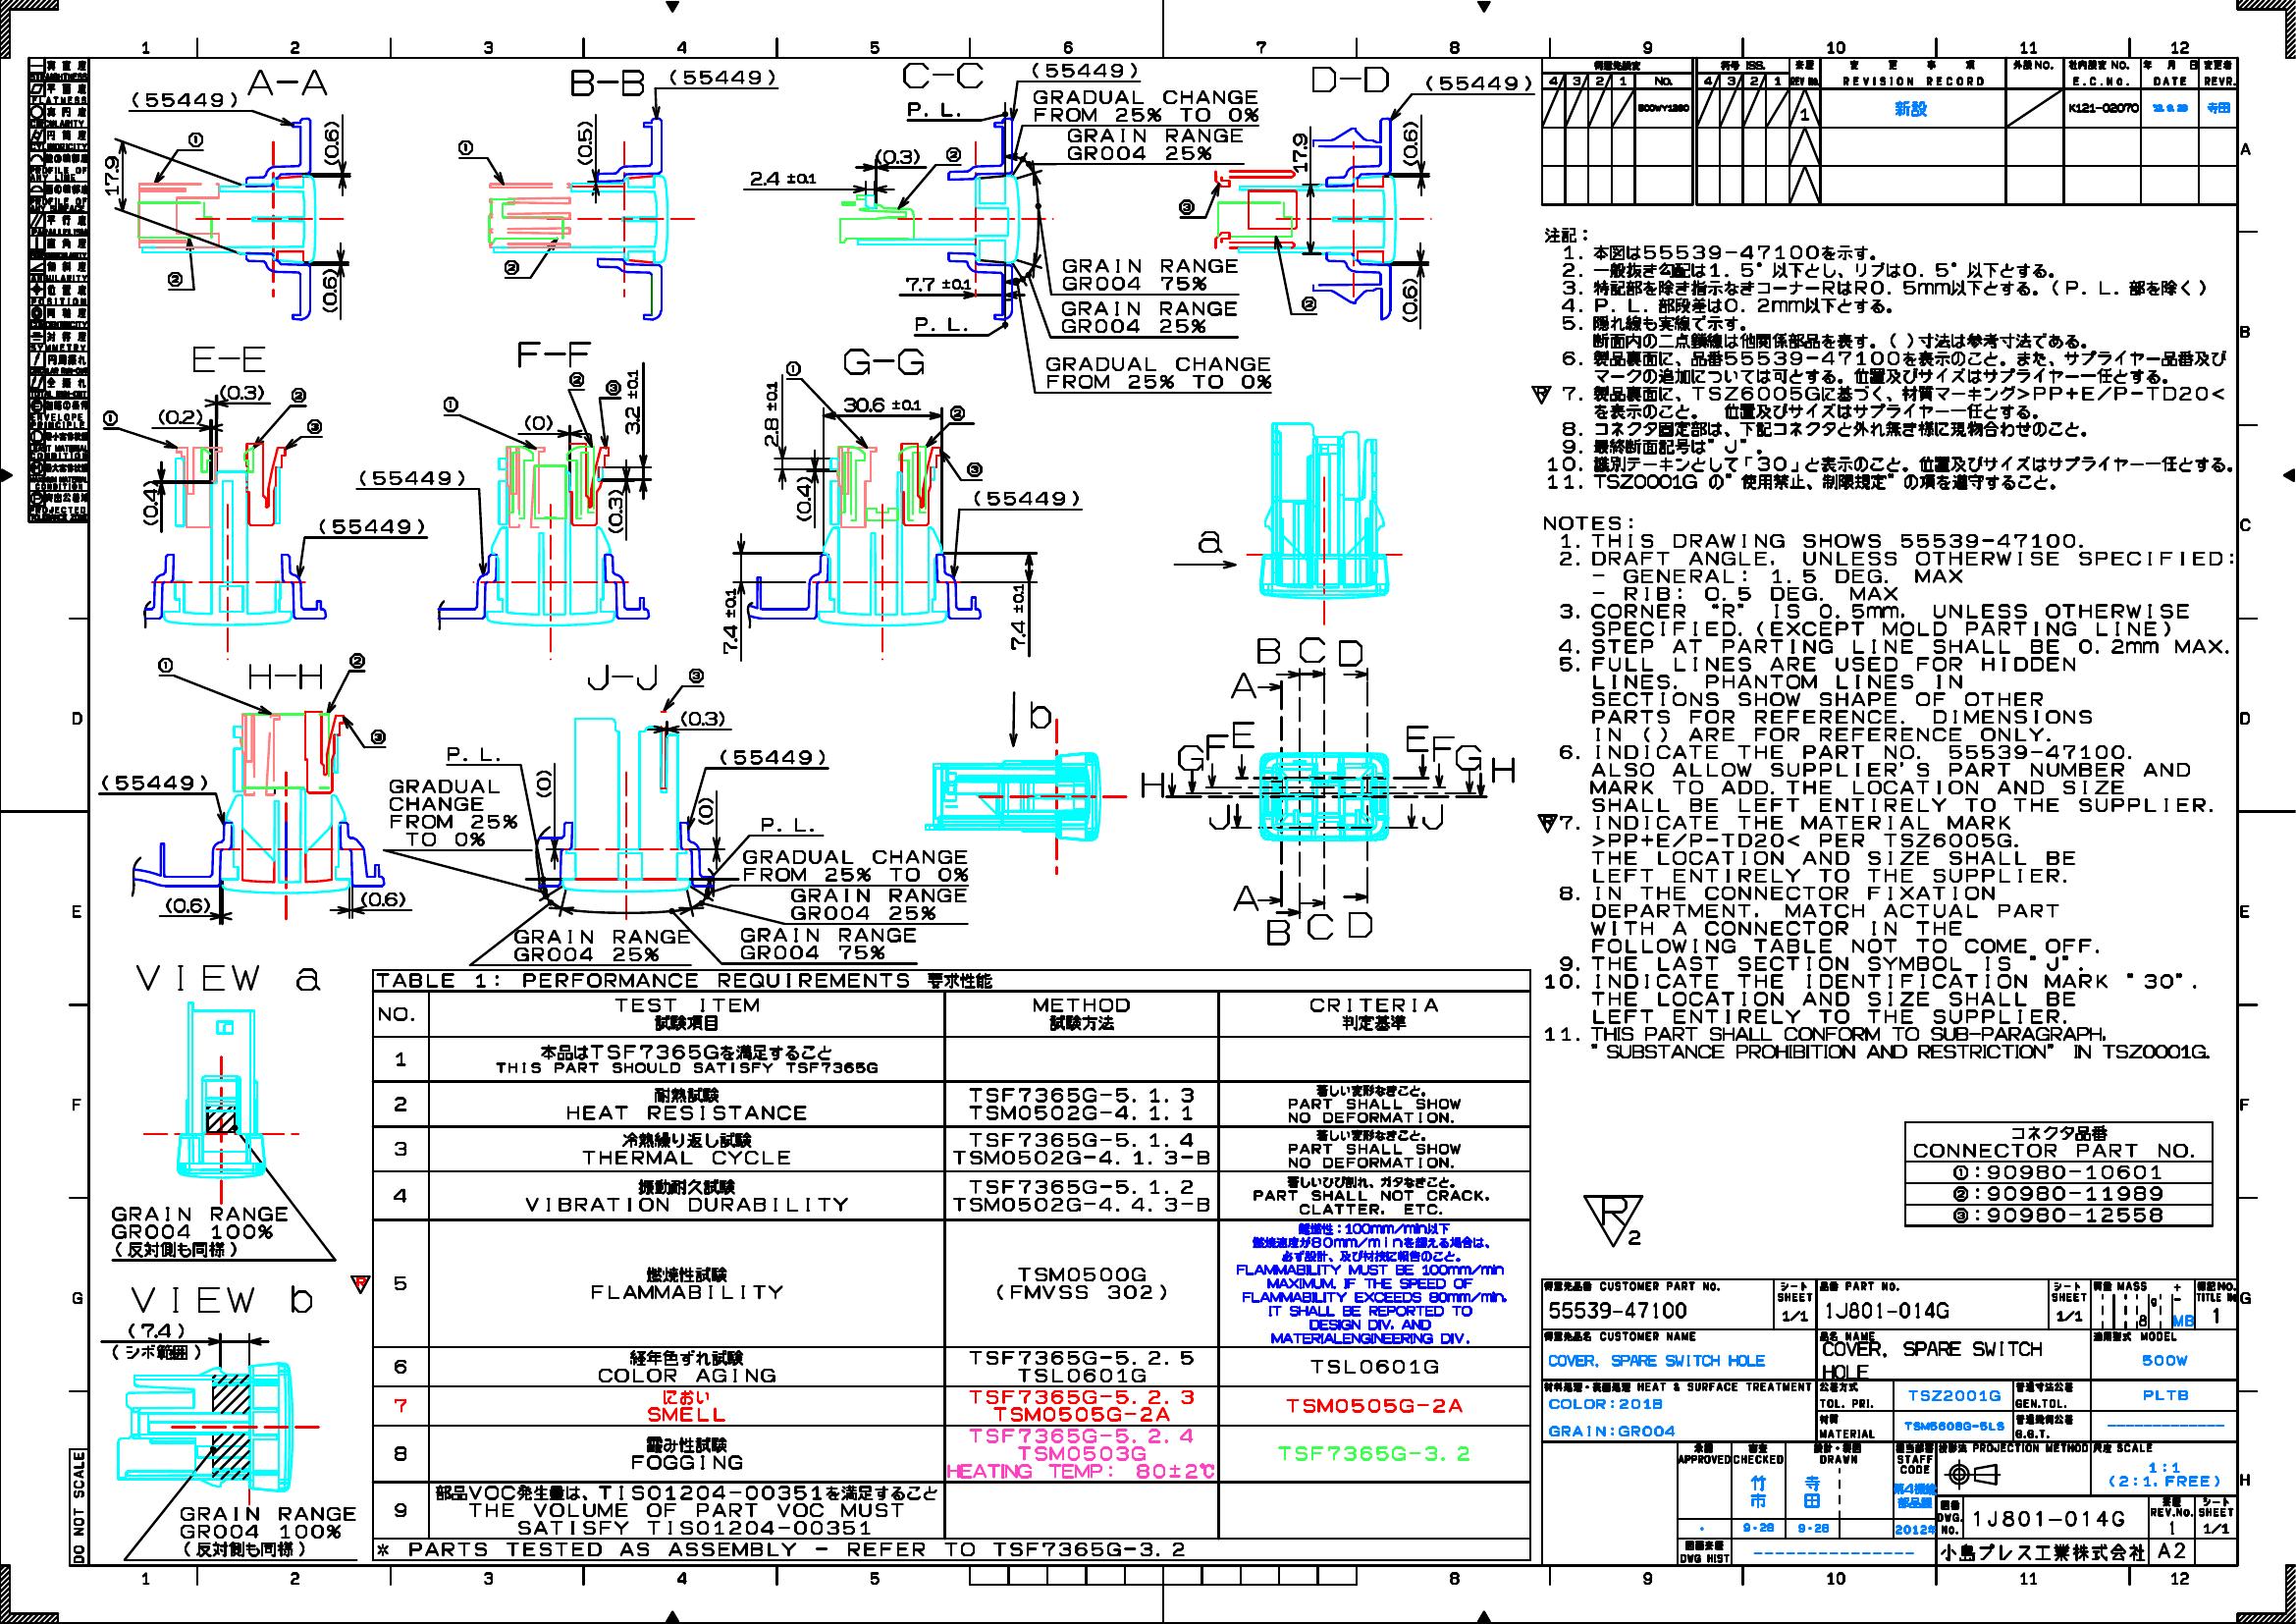 1 2 3 4 5 6 7 8 9 10 11 12
A-A
(55449)
①
17.9
(0.6)
②
(0.6)
B-B
(55449)
①
(0.5)
②
C-C
(55449)
P. L.
GRADUAL CHANGE
FROM 25% TO 0%
GRAIN RANGE
GR004 25%
(0.3)
②
2.4 ±0.1
GRAIN RANGE
GR004 75%
7.7 ±0.1
GRAIN RANGE
GR004 25%
P. L.
GRADUAL CHANGE
FROM 25% TO 0%
D-D
(55449)
17.9
(0.6)
③
②
(0.6)
E-E
(0.3)
②
①
(0.2)
③
(0.4)
(55449)
F-F
②
③
3.2 ±0.1
①
(0)
(55449)
(0.3)
G-G
①
30.6 ±0.1
②
2.8 ±0.1
③
(0.4)
(55449)
7.4 ±0.1
7.4 ±0.1
a
H-H
①
②
③
(55449)
(0.6)
(0.6)
J-J
③
(0.3)
P. L.
(55449)
GRADUAL
CHANGE
FROM 25%
TO 0%
(0)
(0)
P. L.
GRADUAL CHANGE
FROM 25% TO 0%
GRAIN RANGE
GR004 25%
GRAIN RANGE
GR004 25%
GRAIN RANGE
GR004 75%
b
B C D
A
G F E
E F G
H
H
J
J
A
B C D
VIEW a
GRAIN RANGE
GR004 100%
(反対側も同様)
VIEW b
(7.4)
(シボ範囲)
GRAIN RANGE
GR004 100%
(反対側も同様)
DO NOT SCALE
TABLE 1: PERFORMANCE REQUIREMENTS 要求性能
NO. TEST ITEM 試験項目 METHOD 試験方法 CRITERIA 判定基準
1 本品はTSF7365Gを満足すること
THIS PART SHOULD SATISFY TSF7365G
2 耐熱試験 HEAT RESISTANCE TSF7365G-5. 1. 3 TSM0502G-4. 1. 1 著しい変形なきこと。
PART SHALL SHOW
NO DEFORMATION.
3 冷熱繰り返し試験 THERMAL CYCLE TSF7365G-5. 1. 4 TSM0502G-4. 1. 3-B 著しい変形なきこと。
PART SHALL SHOW
NO DEFORMATION.
4 振動耐久試験 VIBRATION DURABILITY TSF7365G-5. 1. 2 TSM0502G-4. 4. 3-B 著しいひび割れ、ガタなきこと。
PART SHALL NOT CRACK,
CLATTER, ETC.
5 燃焼性試験 FLAMMABILITY TSM0500G (FMVSS 302)
難燃性:100mm/min以下
燃焼速度が80mm/minを超える場合は、
必ず設計、及び材技に報告のこと。
FLAMMABILITY MUST BE 100mm/min
MAXIMUM. IF THE SPEED OF
FLAMMABILITY EXCEEDS 80mm/min,
IT SHALL BE REPORTED TO
DESIGN DIV. AND
MATERIALENGINEERING DIV.
6 経年色ずれ試験 COLOR AGING TSF7365G-5. 2. 5 TSL0601G TSL0601G
7 におい SMELL TSF7365G-5. 2. 3 TSM0505G-2A TSM0505G-2A
8 霞み性試験 FOGGING TSF7365G-5. 2. 4 TSM0503G HEATING TEMP: 80±2℃ TSF7365G-3. 2
9 部品VOC発生量は、TIS01204-00351を満足すること
THE VOLUME OF PART VOC MUST
SATISFY TIS01204-00351
* PARTS TESTED AS ASSEMBLY - REFER TO TSF7365G-3. 2
4 3 2 1 NO. 4 3 2 1 REVISION RECORD 外設NO. E.C.NO. DATE REVR.
1 新設 K121-02070 寺田
注記:
1. 本図は55539-47100を示す。
2. 一般抜き勾配は1. 5°以下とし、リブは0. 5°以下とする。
3. 特記部を除き指示なきコーナーRはR0. 5mm以下とする。(P. L. 部を除く)
4. P. L. 部段差は0. 2mm以下とする。
5. 隠れ線も実線で示す。
断面内の二点鎖線は他関係部品を表す。( )寸法は参考寸法である。
6. 製品裏面に、品番55539-47100を表示のこと。また、サプライヤー品番及び
マークの追加については可とする。位置及びサイズはサプライヤー一任とする。
7. 製品裏面に、TSZ6005Gに基づく、材質マーキング>PP+E/P-TD20<
を表示のこと。 位置及びサイズはサプライヤー一任とする。
8. コネクタ固定部は、下記コネクタと外れ無き様に現物合わせのこと。
9. 最終断面記号は"J"。
10. 識別テーキンとして「30」と表示のこと。位置及びサイズはサプライヤー一任とする。
11. TSZ0001G の"使用禁止、制限規定"の項を遵守すること。
NOTES:
1. THIS DRAWING SHOWS 55539-47100.
2. DRAFT ANGLE, UNLESS OTHERWISE SPECIFIED:
- GENERAL: 1. 5 DEG. MAX
- RIB: 0. 5 DEG. MAX
3. CORNER "R" IS 0. 5mm, UNLESS OTHERWISE
SPECIFIED. (EXCEPT MOLD PARTING LINE)
4. STEP AT PARTING LINE SHALL BE 0. 2mm MAX.
5. FULL LINES ARE USED FOR HIDDEN
LINES. PHANTOM LINES IN
SECTIONS SHOW SHAPE OF OTHER
PARTS FOR REFERENCE. DIMENSIONS
IN () ARE FOR REFERENCE ONLY.
6. INDICATE THE PART NO. 55539-47100.
ALSO ALLOW SUPPLIER'S PART NUMBER AND
MARK TO ADD. THE LOCATION AND SIZE
SHALL BE LEFT ENTIRELY TO THE SUPPLIER.
7. INDICATE THE MATERIAL MARK
>PP+E/P-TD20< PER TSZ6005G.
THE LOCATION AND SIZE SHALL BE
LEFT ENTIRELY TO THE SUPPLIER.
8. IN THE CONNECTOR FIXATION
DEPARTMENT, MATCH ACTUAL PART
WITH A CONNECTOR IN THE
FOLLOWING TABLE NOT TO COME OFF.
9. THE LAST SECTION SYMBOL IS "J".
10. INDICATE THE IDENTIFICATION MARK "30".
THE LOCATION AND SIZE SHALL BE
LEFT ENTIRELY TO THE SUPPLIER.
11. THIS PART SHALL CONFORM TO SUB-PARAGRAPH,
"SUBSTANCE PROHIBITION AND RESTRICTION" IN TSZ0001G.
コネクタ品番
CONNECTOR PART NO.
①:90980-10601
②:90980-11989
③:90980-12558
R 2
CUSTOMER PART NO. シート SHEET 品番 PART NO. シート SHEET MASS
55539-47100 1/1 1J801-014G 1/1 g MB 1
CUSTOMER NAME 品名 NAME MODEL
COVER, SPARE SWITCH HOLE
COVER, SPARE SWITCH
HOLE
500W
HEAT & SURFACE TREATMENT 公差方式 TOL. PRI. TSZ2001G GEN.TOL. PLTB
COLOR:201B
GRAIN:GR004
材質 MATERIAL TSM5608G-5LS G.G.T.
APPROVED CHECKED DRAWN STAFF CODE PROJECTION METHOD 尺度 SCALE
竹市 寺田 1:1
(2:1, FREE)
9-28 9-28 2012年
DWG. NO. 1J801-014G REV.NO. 1 シート SHEET 1/1
DWG HIST 小島プレス工業株式会社 A2
A B C D E F G H
1 2 3 4 5 8 9 10 11 12